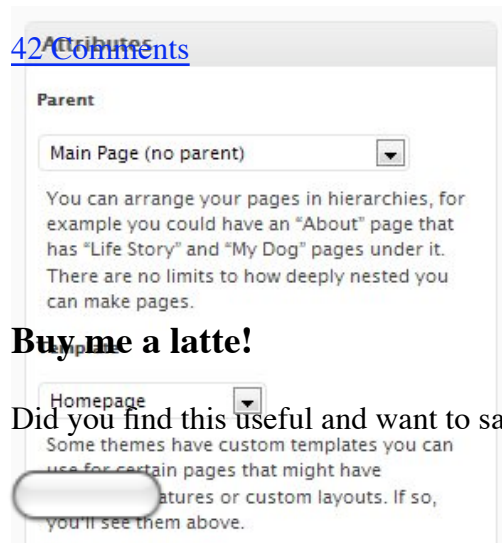 Attributes
42 Comments
Parent
Main Page (no parent)
You can arrange your pages in hierarchies, for
example you could have an “About” page that
has “Life Story” and “My Dog” pages under it.
There are no limits to how deeply nested you
can make pages.
Buy me a latte!
Template
Homepage
Did you find this useful and want to sa
Some themes have custom templates you can
use for certain pages that might have
atures or custom layouts. If so,
you'll see them above.